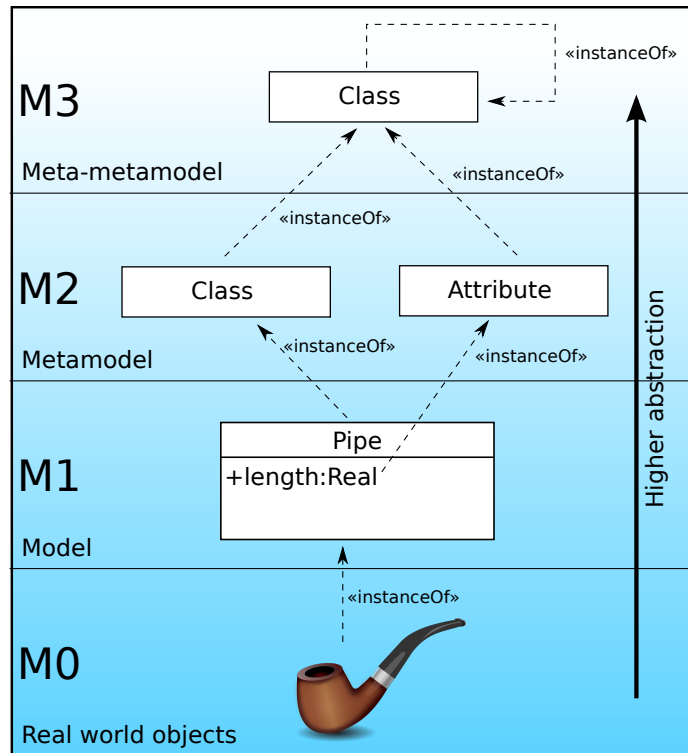 «instanceOf»
M3
Class
Meta-metamodel
«instanceOf»
«instanceOf»
M2
Class
Attribute
Metamodel
«instanceOf»
«instanceOf»
Higher abstraction
M1
Pipe
+length:Real
Model
«instanceOf»
M0
Real world objects